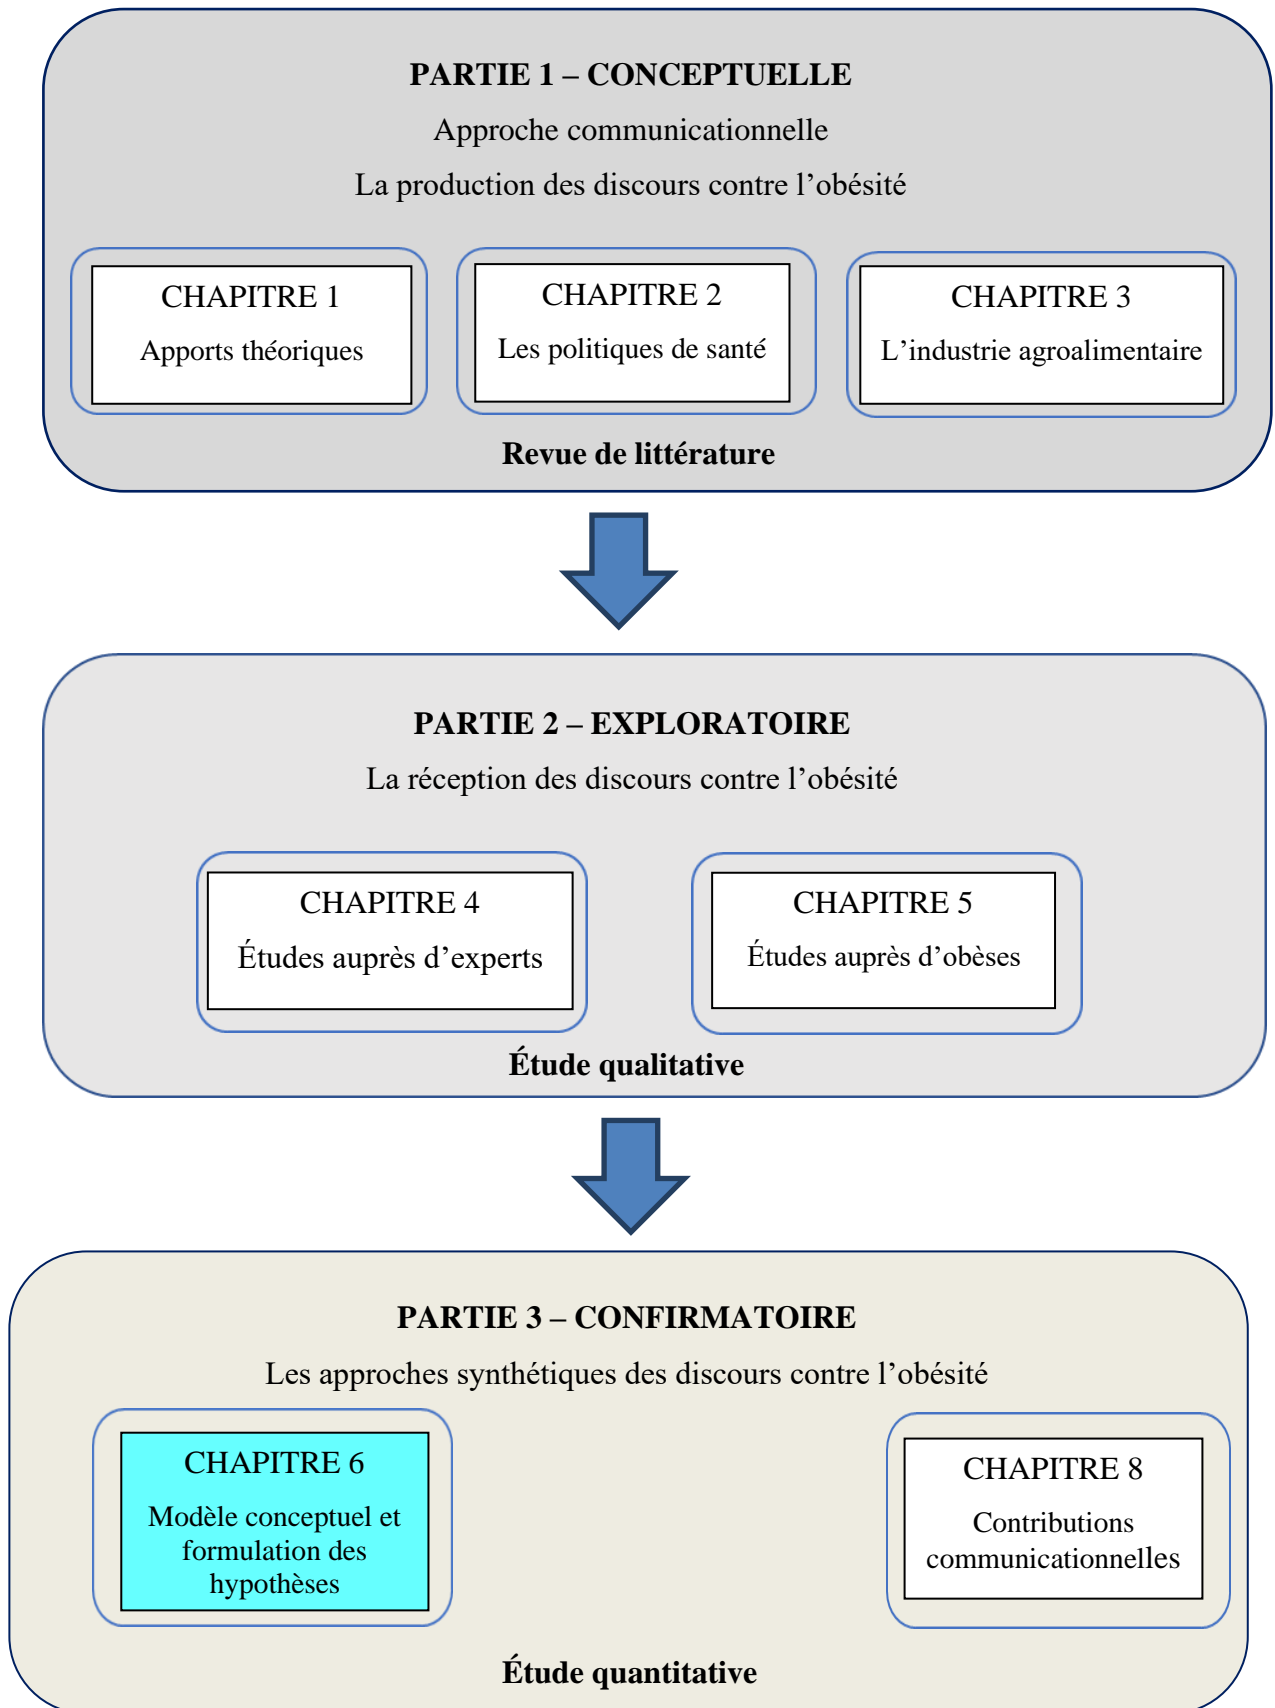 PARTIE 1 – CONCEPTUELLE
Approche communicationnelle
La production des discours contre l’obésité
CHAPITRE 1
Apports théoriques
CHAPITRE 2
Les politiques de santé
CHAPITRE 3
L’industrie agroalimentaire
Revue de littérature
PARTIE 2 – EXPLORATOIRE
La réception des discours contre l’obésité
CHAPITRE 4
Études auprès d’experts
CHAPITRE 5
Études auprès d’obèses
Étude qualitative
PARTIE 3 – CONFIRMATOIRE
Les approches synthétiques des discours contre l’obésité
CHAPITRE 6
Modèle conceptuel et
formulation des
hypothèses
CHAPITRE 8
Contributions
communicationnelles
Étude quantitative